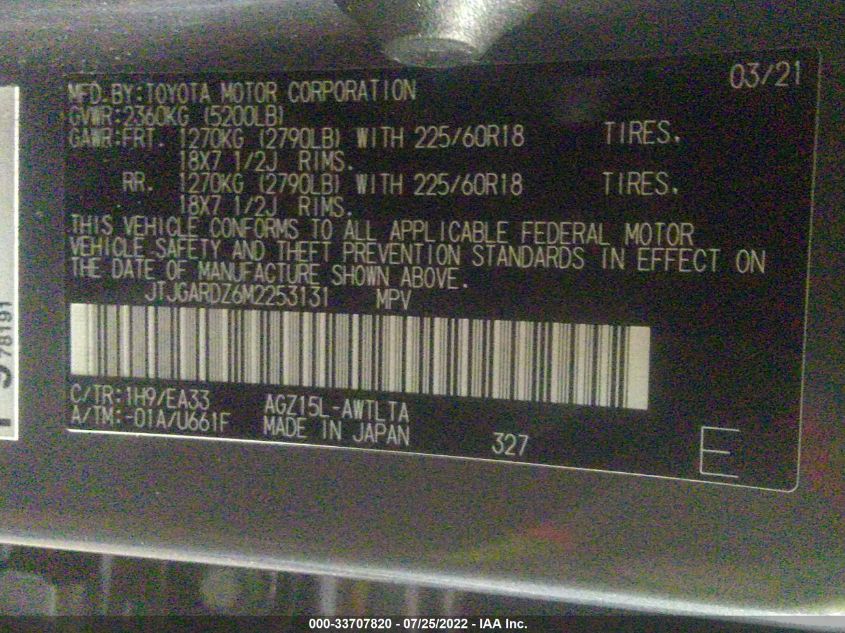 03/21
MFD.BY:TOYOTA MOTOR CORPORATION
GVWR:2360KG (5200LB)
GAWR:FRT. 1270KG (2790LB) WITH 225/60R18 TIRES.
18X7 1/2J RIMS.
RR. 1270KG (2790LB) WITH 225/60R18 TIRES.
18X7 1/2J RIMS.
THIS VEHICLE CONFORMS TO ALL APPLICABLE FEDERAL MOTOR
VEHICLE SAFETY AND THEFT PREVENTION STANDARDS IN EFFECT ON
THE DATE OF MANUFACTURE SHOWN ABOVE.
JTJGARDZ6M2253131 MPV
C/TR:1H9/EA33 AGZ15L-AWTLTA
A/TM:-01A/U661F MADE IN JAPAN 327
E
78191
000-33707820 - 07/25/2022 - IAA Inc.